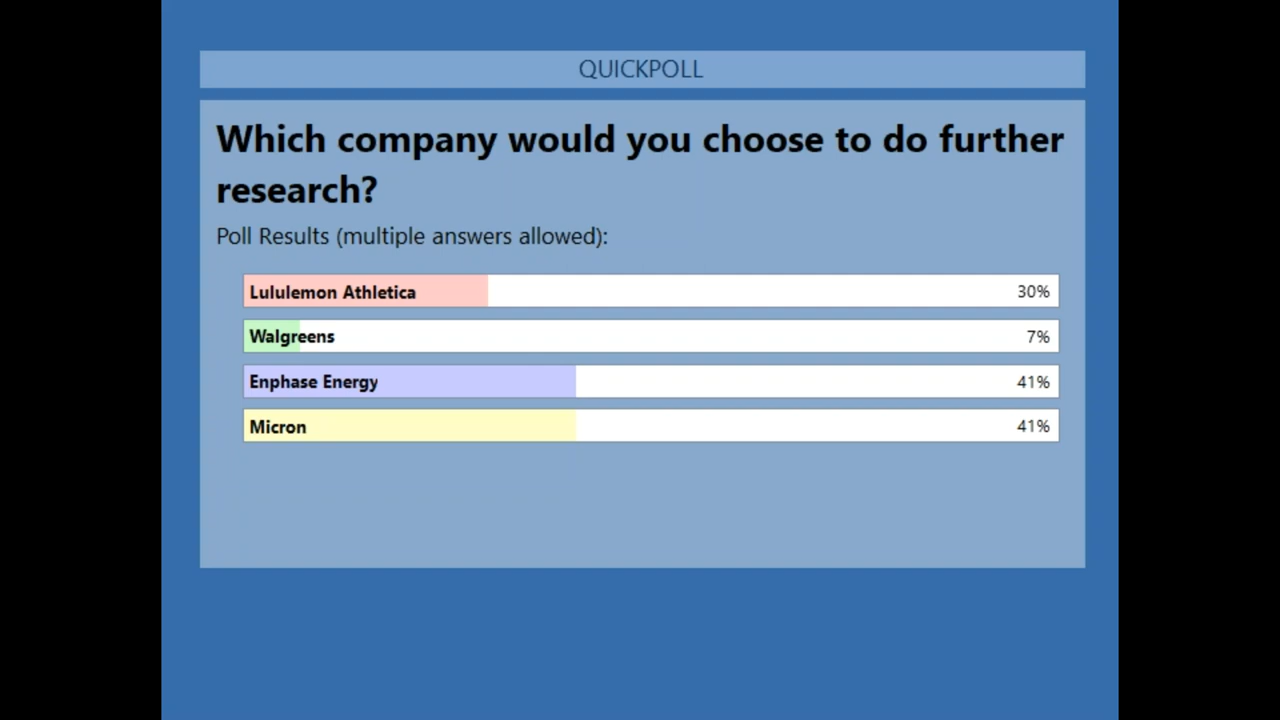 QUICKPOLL
Which company would you choose to do further
research?
Poll Results (multiple answers allowed):
Lululemon Athletica 30%
Walgreens 7%
Enphase Energy 41%
Micron 41%